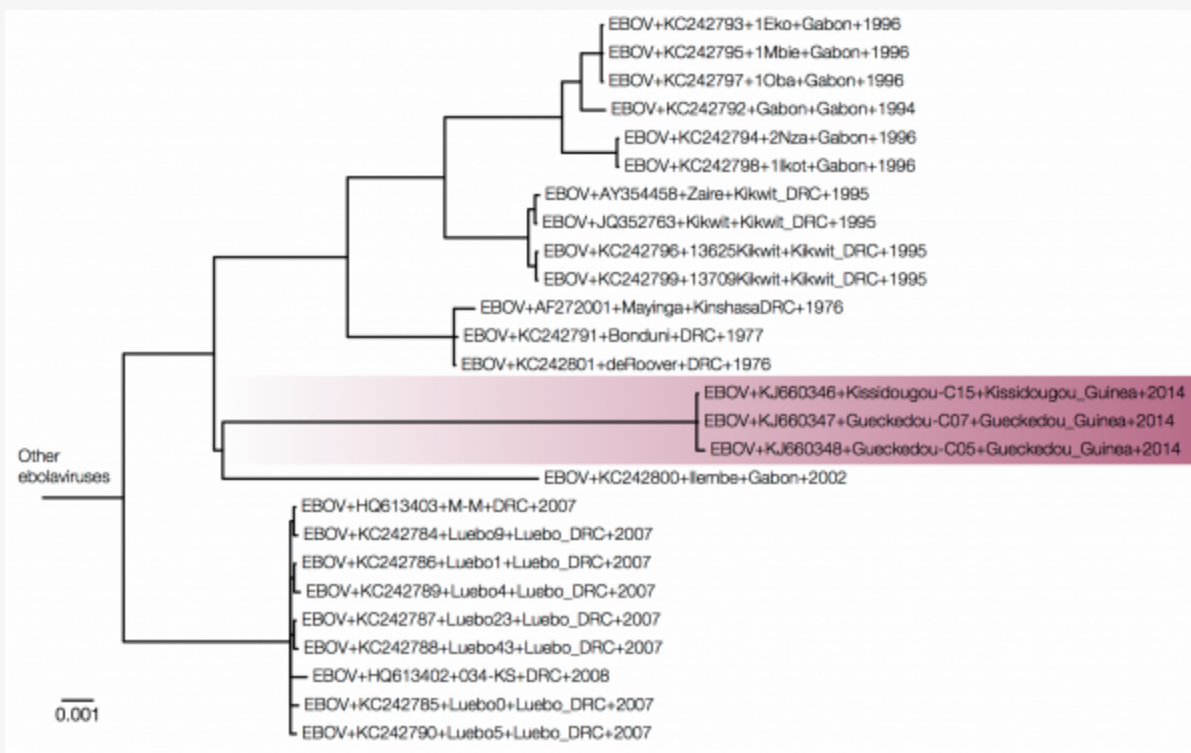 EBOV+KC242793+1Eko+Gabon+1996
EBOV+KC242795+1Mbie+Gabon+1996
EBOV+KC242797+1Oba+Gabon+1996
EBOV+KC242792+Gabon+Gabon+1994
EBOV+KC242794+2Nza+Gabon+1996
EBOV+KC242798+1Ikot+Gabon+1996
EBOV+AY354458+Zaire+Kikwit_DRC+1995
EBOV+JQ352763+Kikwit+Kikwit_DRC+1995
EBOV+KC242796+13625Kikwit+Kikwit_DRC+1995
EBOV+KC242799+13709Kikwit+Kikwit_DRC+1995
EBOV+AF272001+Mayinga+KinshasaDRC+1976
EBOV+KC242791+Bonduni+DRC+1977
EBOV+KC242801+deRoover+DRC+1976
EBOV+KJ660346+Kissidougou-C15+Kissidougou_Guinea+2014
EBOV+KJ660347+Gueckedou-C07+Gueckedou_Guinea+2014
EBOV+KJ660348+Gueckedou-C05+Gueckedou_Guinea+2014
Other
ebolaviruses
EBOV+KC242800+Ilembe+Gabon+2002
EBOV+HQ613403+M-M+DRC+2007
EBOV+KC242784+Luebo9+Luebo_DRC+2007
EBOV+KC242786+Luebo1+Luebo_DRC+2007
EBOV+KC242789+Luebo4+Luebo_DRC+2007
EBOV+KC242787+Luebo23+Luebo_DRC+2007
EBOV+KC242788+Luebo43+Luebo_DRC+2007
EBOV+HQ613402+034-KS+DRC+2008
EBOV+KC242785+Luebo0+Luebo_DRC+2007
EBOV+KC242790+Luebo5+Luebo_DRC+2007
0.001